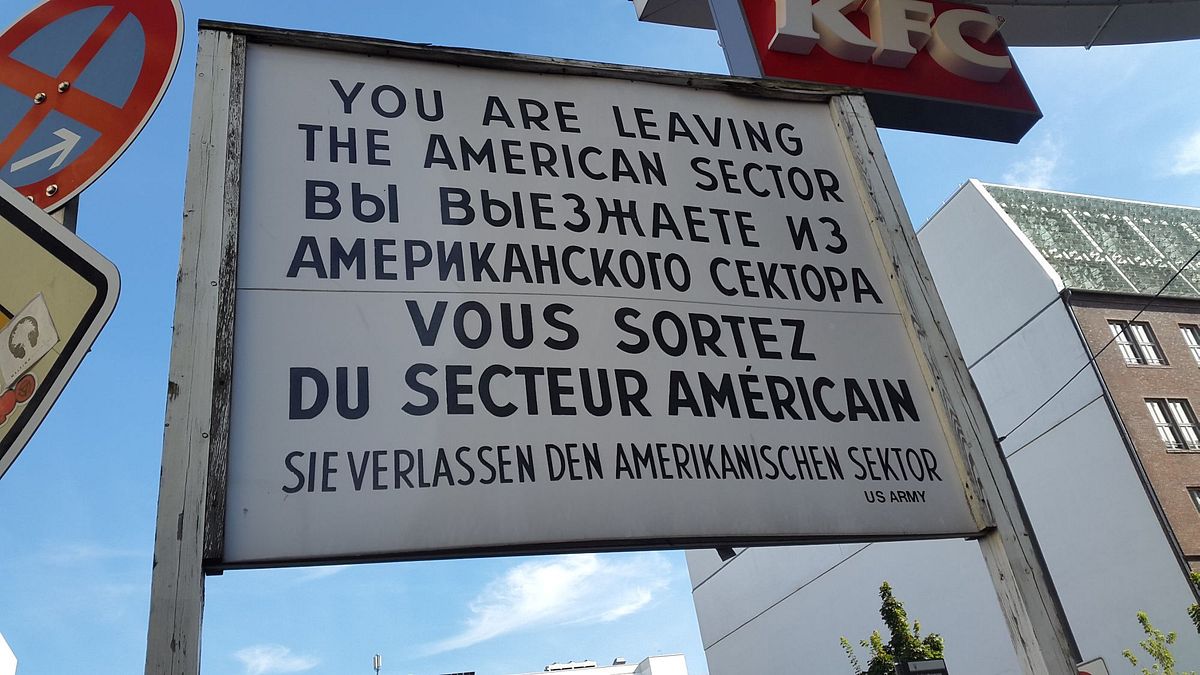 KFC
YOU ARE LEAVING
THE AMERICAN SECTOR
ВЫ ВЫЕЗЖАЕТЕ ИЗ
АМЕРИКАНСКОГО СЕКТОРА
VOUS SORTEZ
DU SECTEUR AMÉRICAIN
SIE VERLASSEN DEN AMERIKANISCHEN SEKTOR
US ARMY